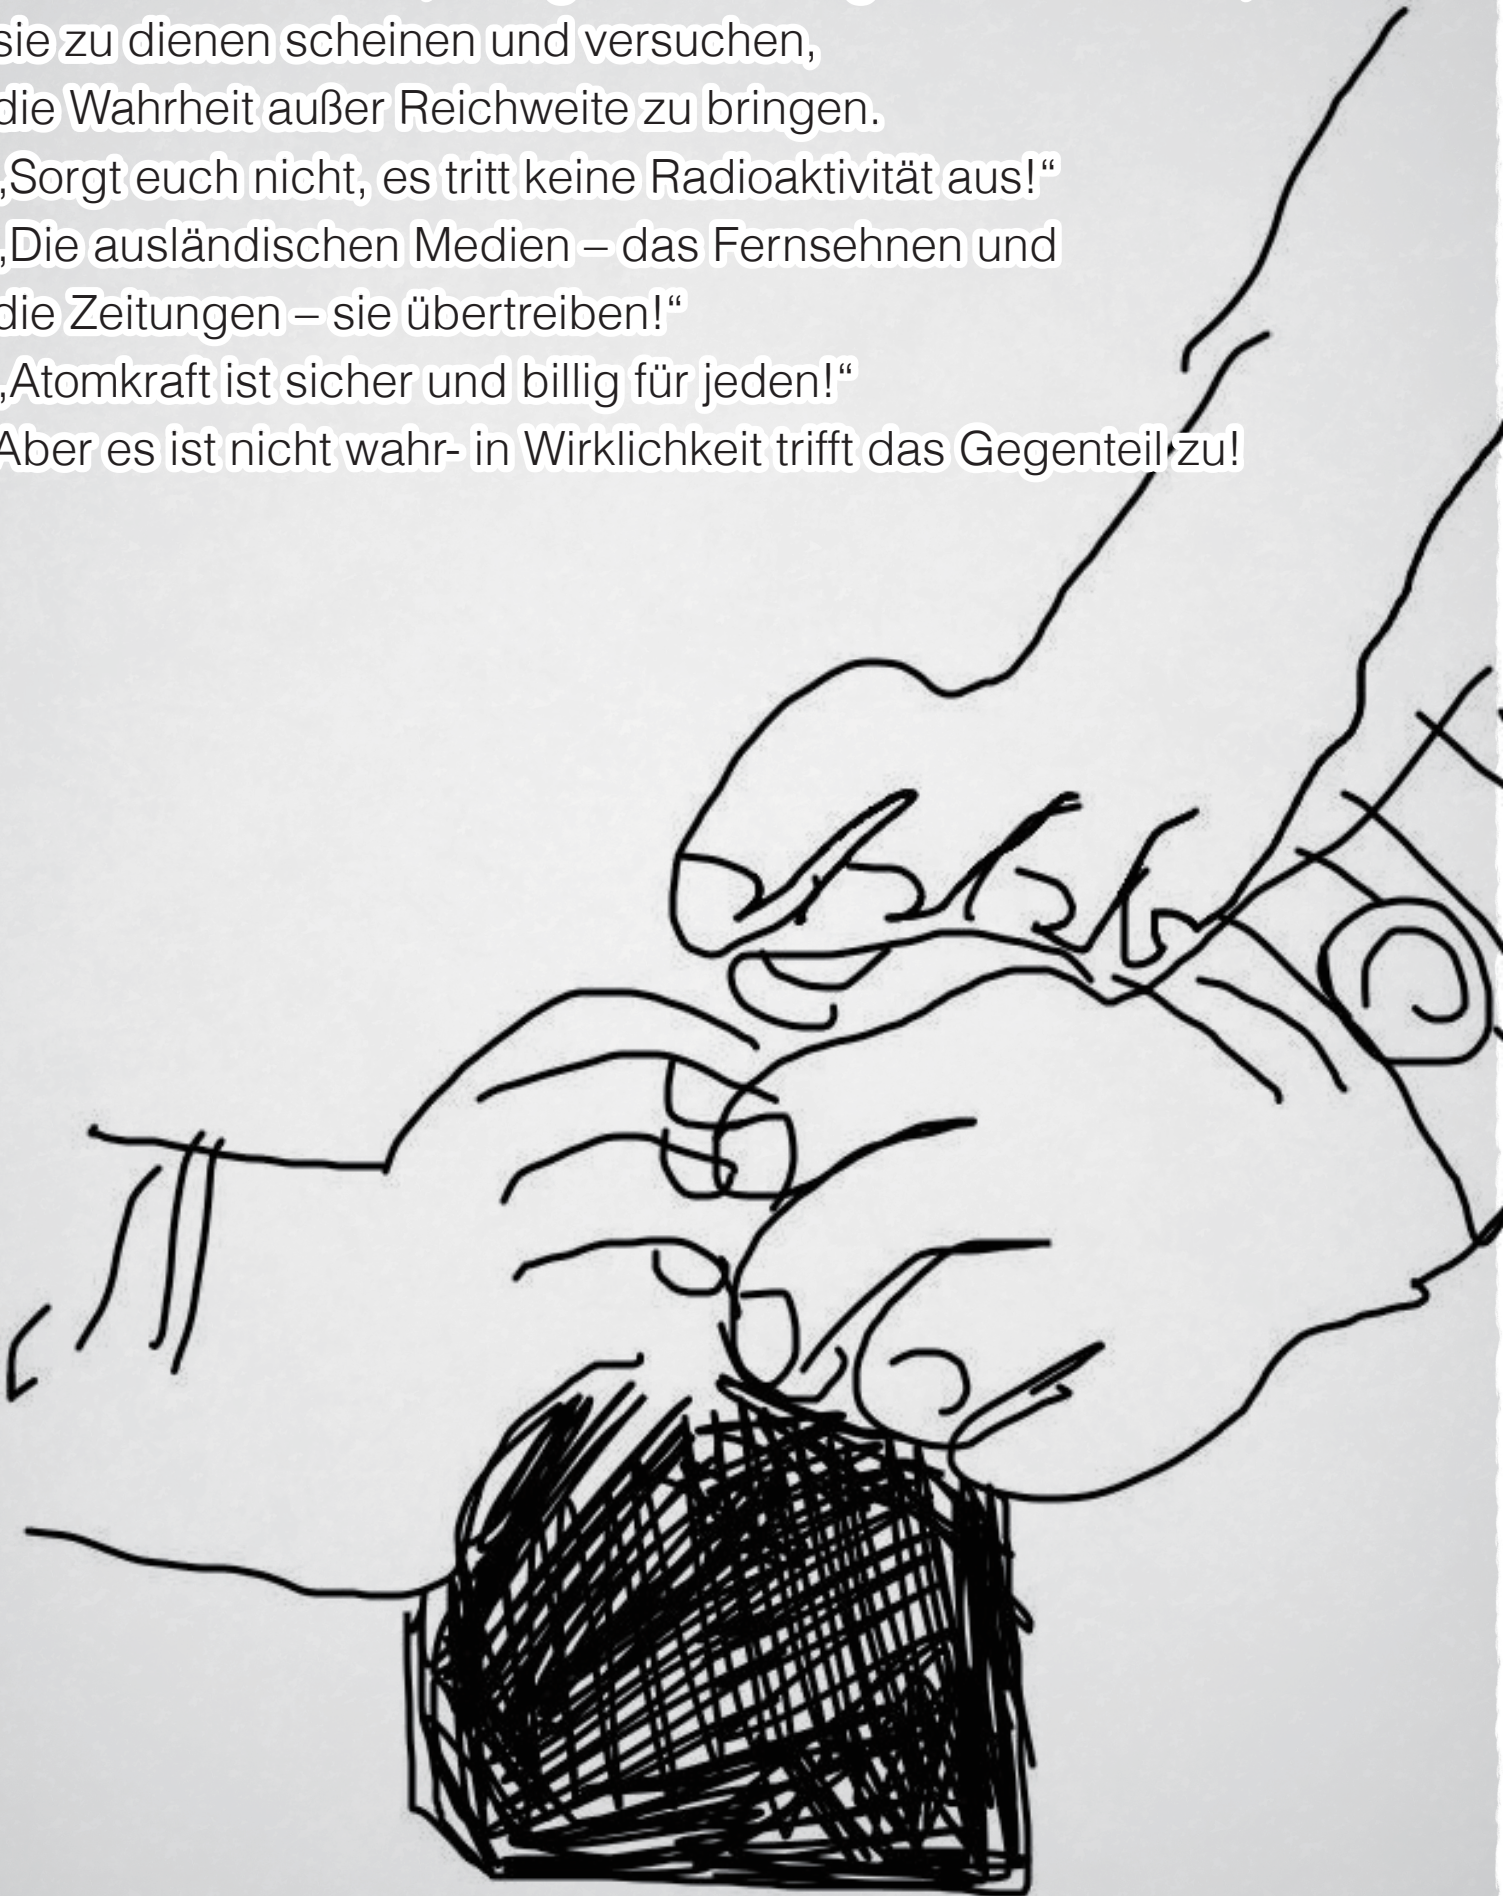 sie zu dienen scheinen und versuchen,
die Wahrheit außer Reichweite zu bringen.
„Sorgt euch nicht, es tritt keine Radioaktivität aus!“
„Die ausländischen Medien – das Fernsehnen und
die Zeitungen – sie übertreiben!“
„Atomkraft ist sicher und billig für jeden!“
Aber es ist nicht wahr- in Wirklichkeit trifft das Gegenteil zu!